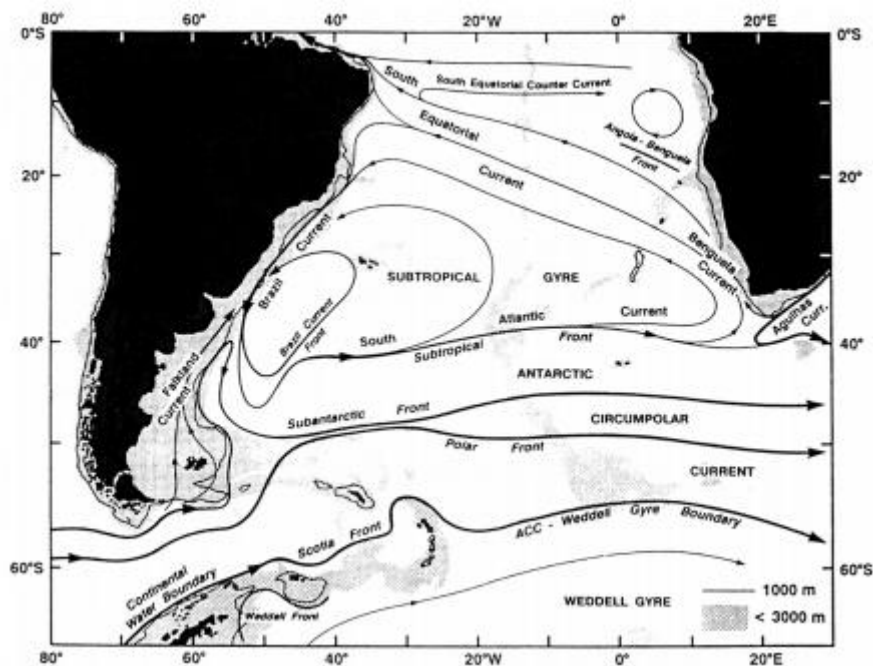 80° 60° 40° 20°W 0° 20°E
0°S 0°S
South
South Equatorial Counter Current
Equatorial
Angola - Benguela
Front
20° 20°
Current
Current
Benguela
Current
Brazil
SUBTROPICAL GYRE
Brazil Current
Front
South Atlantic Current
Agulhas
Curr.
40° 40°
Subtropical Front
Falkland
Current
ANTARCTIC
Subantarctic Front
CIRCUMPOLAR
Polar Front
CURRENT
Scotia Front
ACC - Weddell Gyre Boundary
60°S 60°S
Continental
Water Boundary
Weddell Front
WEDDELL GYRE
1000 m
< 3000 m
80° 60° 40° 20°W 0° 20°E